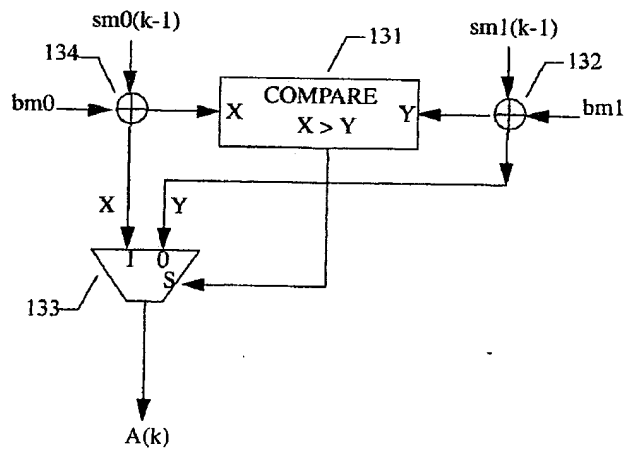 sm0(k-1)
131
sm1(k-1)
134
132
COMPARE
bm0
X
X > Y
Y
bm1
X
Y
1
0
S
133
A(k)